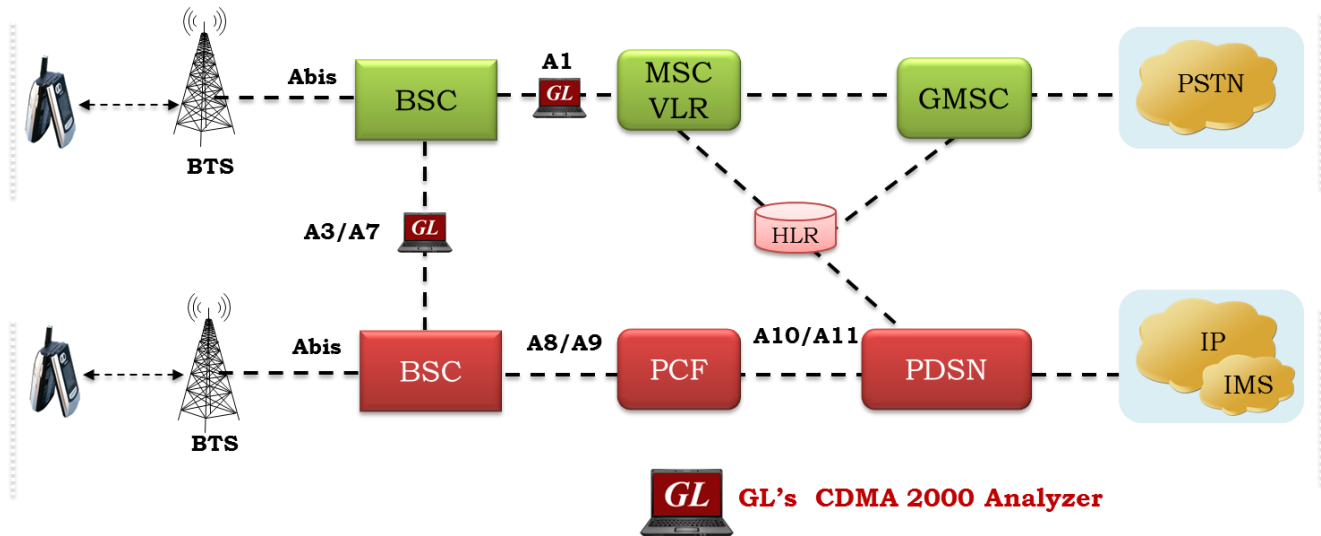 A1
Abis
BSC
GL
MSC
VLR
GMSC
PSTN
BTS
A3/A7
GL
HLR
Abis
BSC
A8/A9
PCF
A10/A11
PDSN
IP
IMS
BTS
GL
GL's CDMA 2000 Analyzer